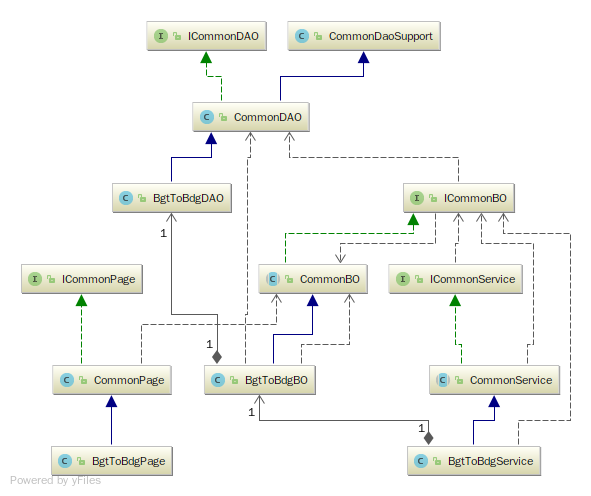 I ICommonDAO
C CommonDaoSupport
C CommonDAO
C BgtToBdgDAO
I ICommonBO
1
I ICommonPage
C CommonBO
I ICommonService
1
C CommonPage
C BgtToBdgBO
C CommonService
1
1
C BgtToBdgPage
C BgtToBdgService
Powered by yFiles